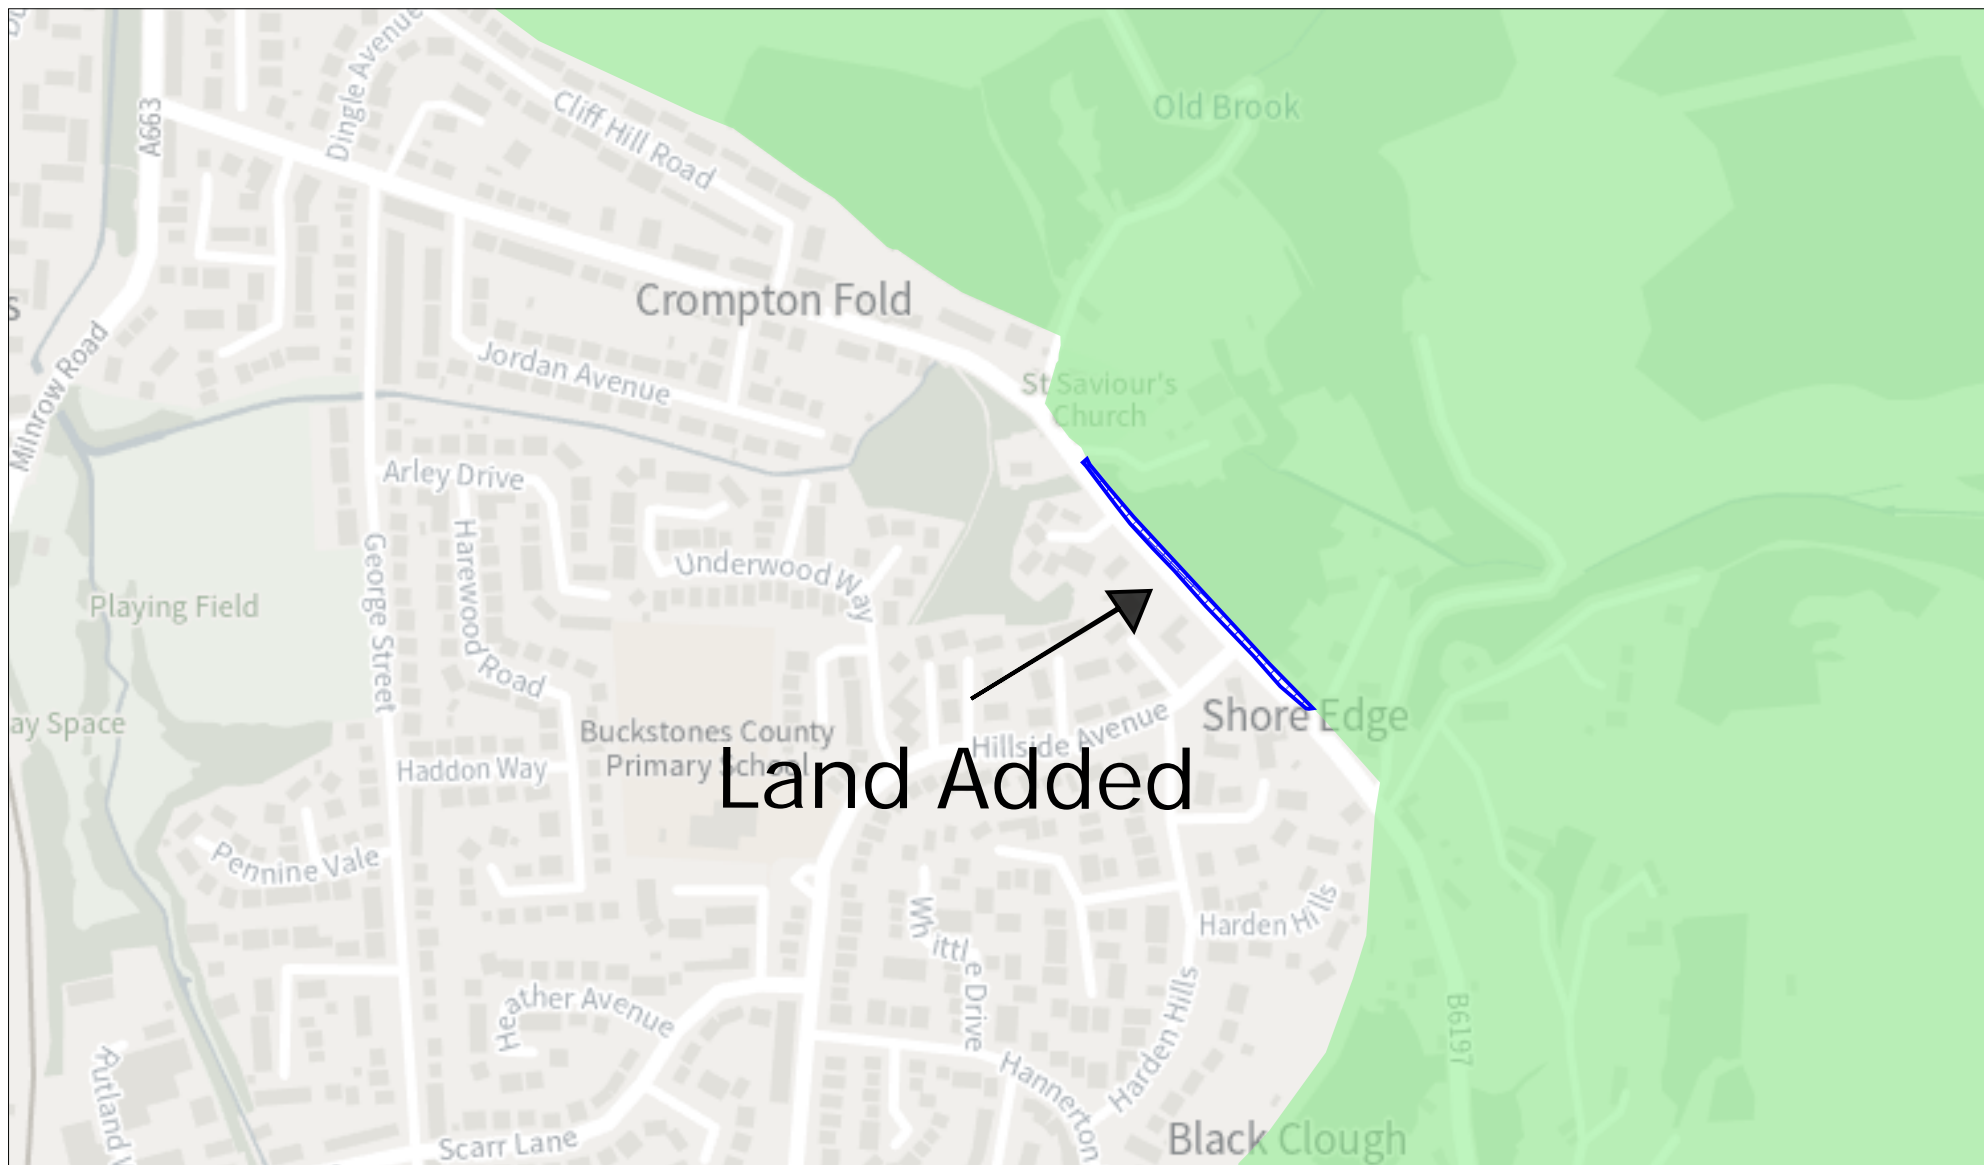 Dingle Avenue
A663
Cliff Hill Road
Old Brook
Crompton Fold
s
Milnrow Road
Jordan Avenue
St Saviour's
Church
Arley Drive
Harewood Road
George Street
Underwood Way
Playing Field
ay Space
Buckstones County
Primary School
Land Added
Hillside Avenue
Shore Edge
Haddon Way
Pennine Vale
Whittle Drive
Harden Hills
Harden Hills
Heather Avenue
B6197
Rutland
Hannerton
Scarr Lane
Black Clough